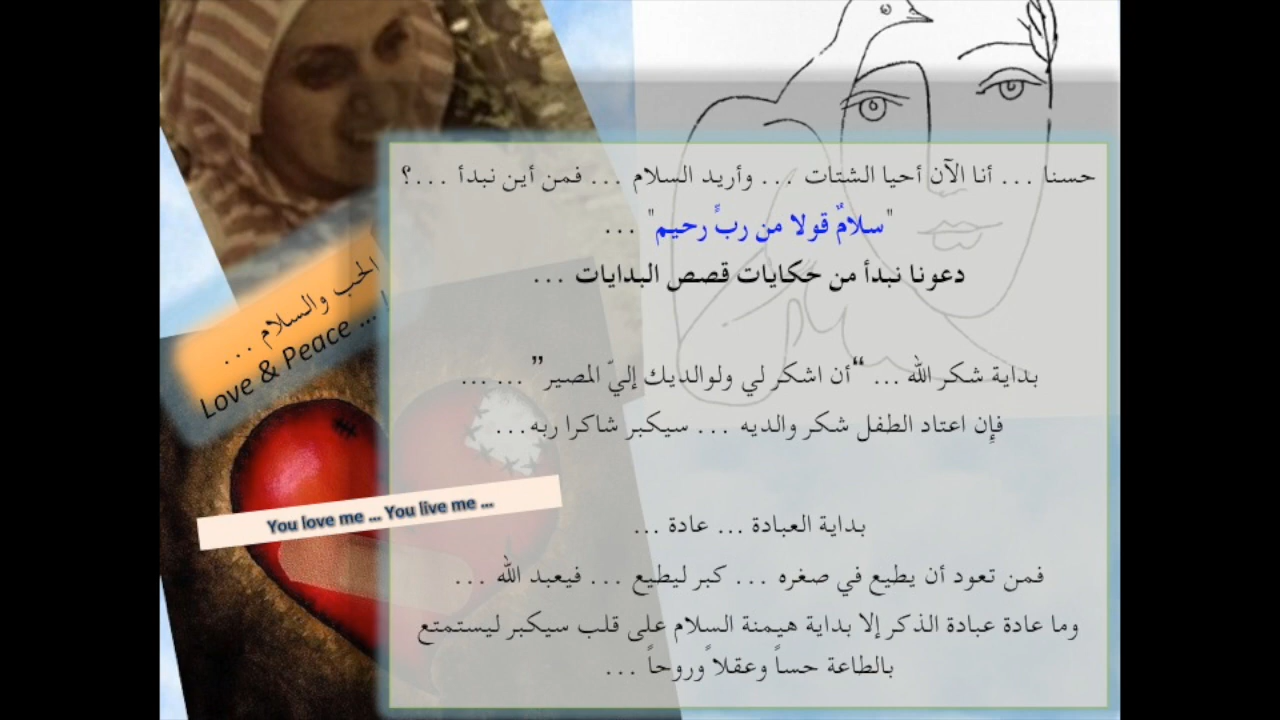 حسنا ... أنا الآن أحيا الشتات ... وأريد السلام ... فمن أين نبدأ ...؟
"سلامٌ قولا من ربٍّ رحيم" ...
دعونا نبدأ من حكايات قصص البدايات ...
بداية شكر الله ... “أن اشكر لي ولوالديك إليّ المصير” ... ...
فإن اعتاد الطفل شكر والديه ... سيكبر شاكرا ربه...
بداية العبادة ... عادة ...
فمن تعود أن يطيع في صغره ... كبر ليطيع ... فيعبد الله ...
وما عادة عبادة الذكر إلا بداية هيمنة السلام على قلب سيكبر ليستمتع
بالطاعة حساً وعقلاً وروحاً ...
الحب والسلام ...
Love & Peace ...
You love me ... You live me ...